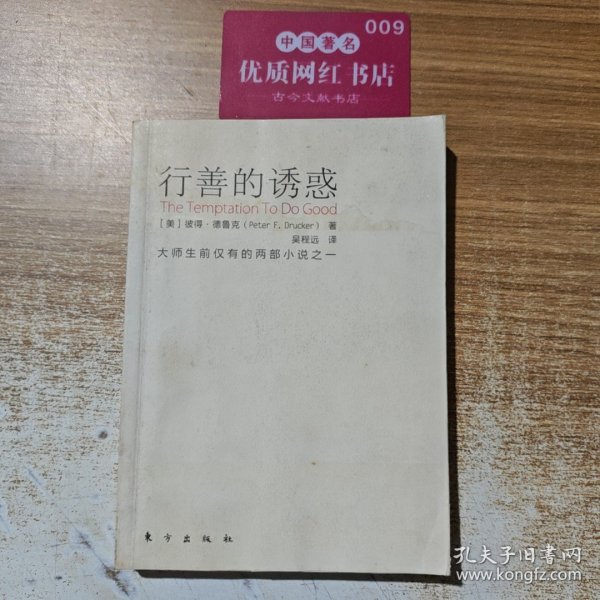 009
中国著名
优质网红书店
古今文献书店
行善的诱惑
The Temptation To Do Good
[美]彼得·德鲁克(Peter F. Drucker) 著
吴程远 译
大师生前仅有的两部小说之一
东方出版社
孔夫子旧书网
www.kongfz.com